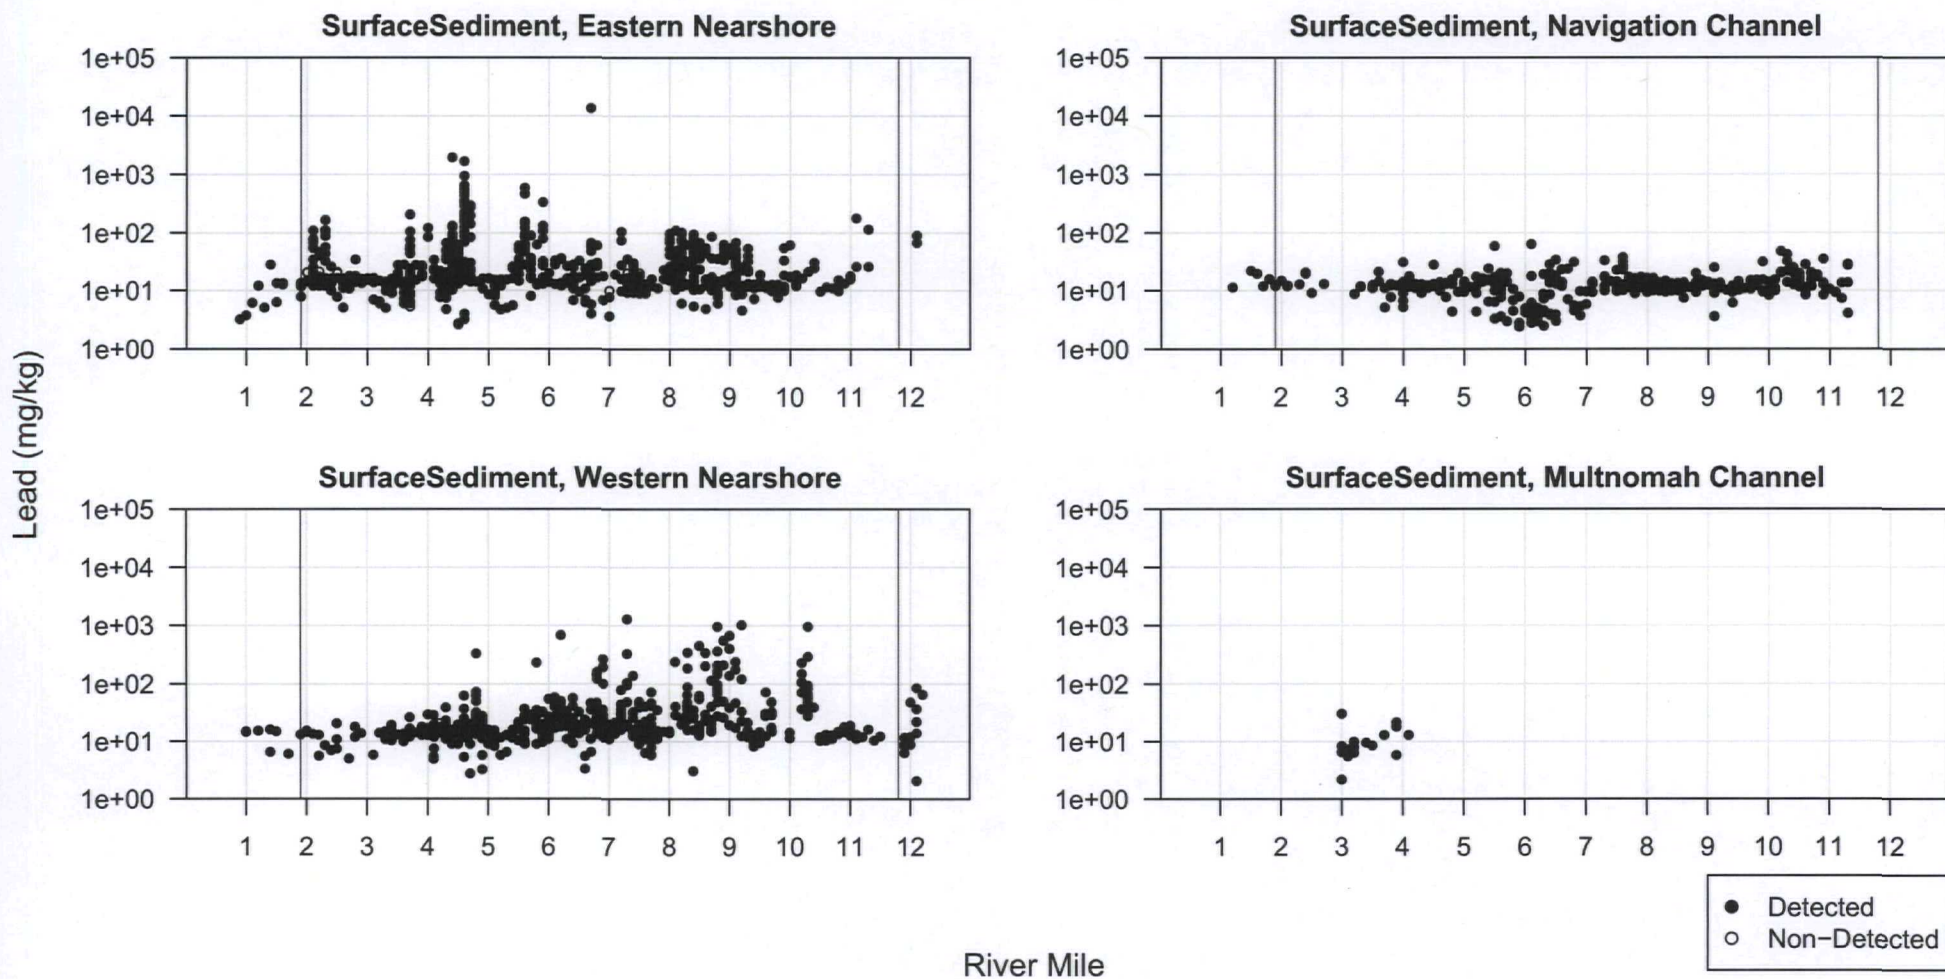 SurfaceSediment, Eastern Nearshore
SurfaceSediment, Navigation Channel
1e+05
1e+04
1e+03
1e+02
1e+01
1e+00
1 2 3 4 5 6 7 8 9 10 11 12
1e+05
1e+04
1e+03
1e+02
1e+01
1e+00
1 2 3 4 5 6 7 8 9 10 11 12
Lead (mg/kg)
SurfaceSediment, Western Nearshore
SurfaceSediment, Multnomah Channel
1e+05
1e+04
1e+03
1e+02
1e+01
1e+00
1 2 3 4 5 6 7 8 9 10 11 12
1e+05
1e+04
1e+03
1e+02
1e+01
1e+00
1 2 3 4 5 6 7 8 9 10 11 12
Detected
Non−Detected
River Mile